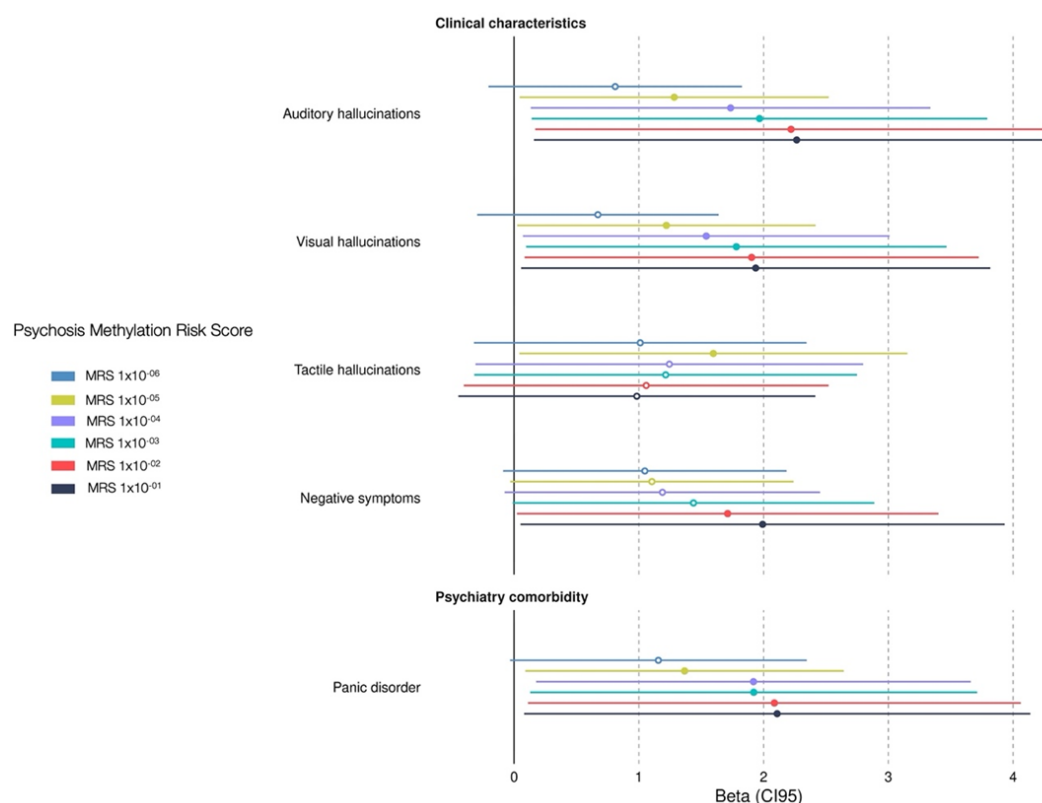 Clinical characteristics
Auditory hallucinations
Visual hallucinations
Tactile hallucinations
Negative symptoms
Psychosis Methylation Risk Score
MRS 1x10⁻⁰⁶
MRS 1x10⁻⁰⁵
MRS 1x10⁻⁰⁴
MRS 1x10⁻⁰³
MRS 1x10⁻⁰²
MRS 1x10⁻⁰¹
Psychiatry comorbidity
Panic disorder
0 1 2 3 4
Beta (CI95)